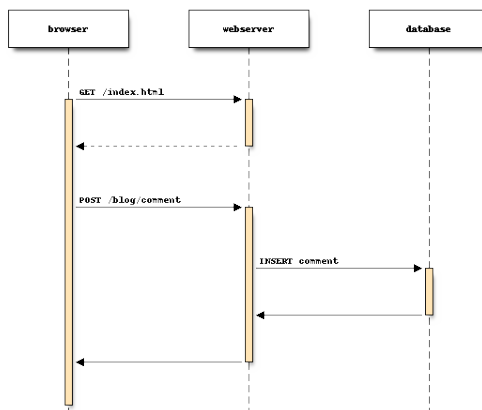 browser
webserver
database
GET /index.html
POST /blog/comment
INSERT comment